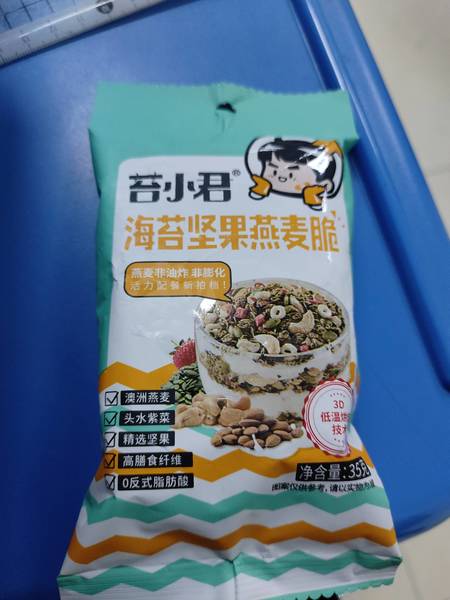 苔小君®
海苔坚果燕麦脆
燕麦非油炸 非膨化
活力配餐新拍档！
澳洲燕麦
头水紫菜
精选坚果
高膳食纤维
0反式脂肪酸
3D
低温烘
技术
净含量:35克
图案仅供参考,请以实物为